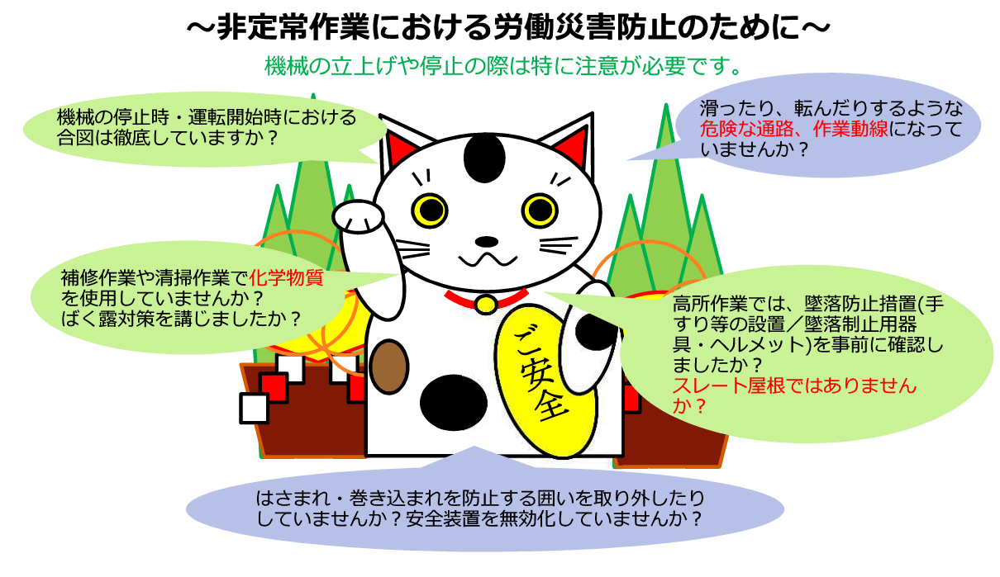 ～非定常作業における労働災害防止のために～
機械の立上げや停止の際は特に注意が必要です。
機械の停止時・運転開始時における
合図は徹底していますか？
滑ったり、転んだりするような
危険な通路、作業動線になって
いませんか？
補修作業や清掃作業で化学物質
を使用していませんか？
ばく露対策を講じましたか？
高所作業では、墜落防止措置(手
すり等の設置／墜落制止用器
具・ヘルメット)を事前に確認し
ましたか？
スレート屋根ではありません
か？
ご安全
はさまれ・巻き込まれを防止する囲いを取り外したり
していませんか？安全装置を無効化していませんか？